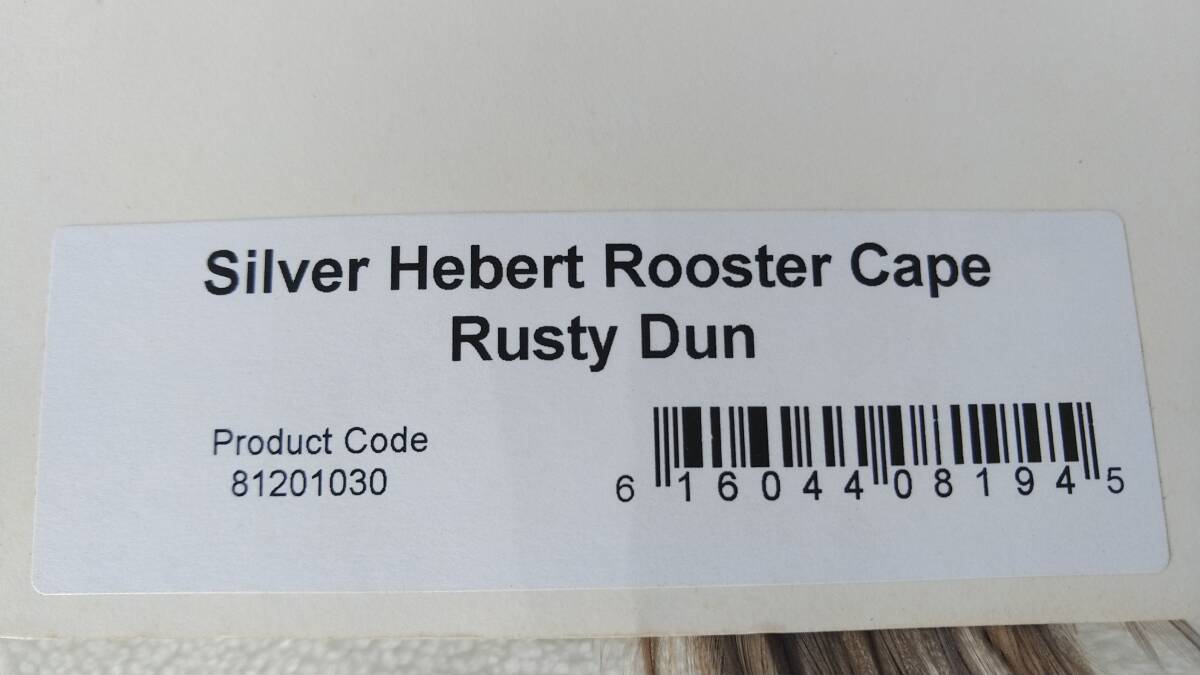 Silver Hebert Rooster Cape
Rusty Dun
Product Code
81201030
6 16044 08194 5